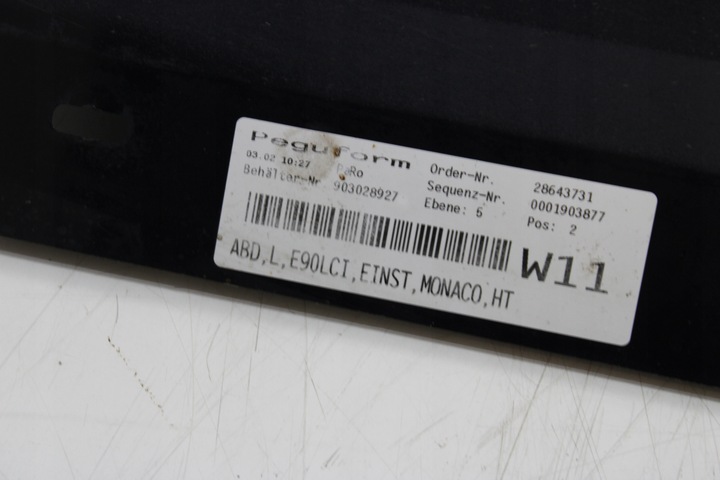 Peguform
03.02 10:27 PeRo
Behälter-Nr. 903028927
Order-Nr. 28643731
Sequenz-Nr. 0001903877
Ebene: 5 Pos: 2
W11
ABD,L,E90LCI,EINST,MONACO,HT